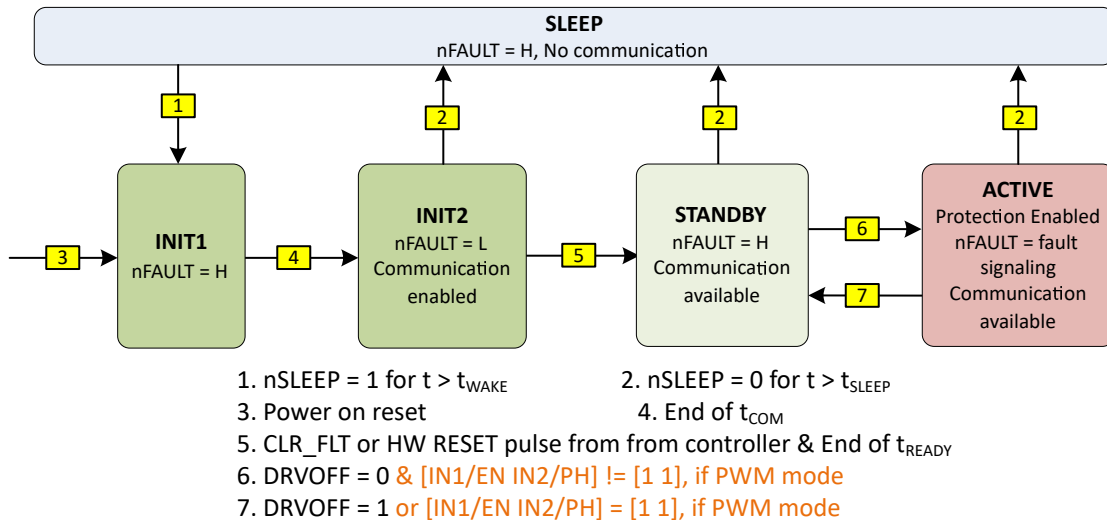 SLEEP
nFAULT = H, No communication
1
2
2
2
INIT1
nFAULT = H
INIT2
nFAULT = L
Communication
enabled
STANDBY
nFAULT = H
Communication
available
ACTIVE
Protection Enabled
nFAULT = fault
signaling
Communication
available
3
4
5
6
7
1. nSLEEP = 1 for t > tWAKE
2. nSLEEP = 0 for t > tSLEEP
3. Power on reset
4. End of tCOM
5. CLR_FLT or HW RESET pulse from from controller & End of tREADY
6. DRVOFF = 0 & [IN1/EN IN2/PH] != [1 1], if PWM mode
7. DRVOFF = 1 or [IN1/EN IN2/PH] = [1 1], if PWM mode